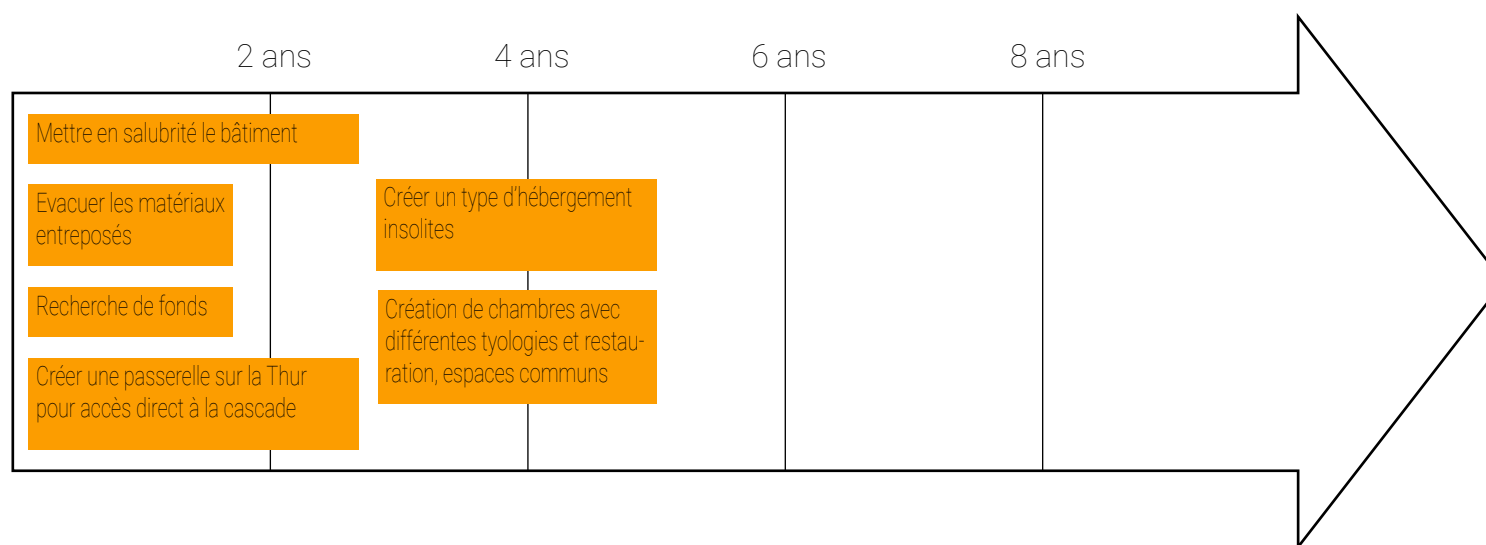 2 ans
4 ans
6 ans
8 ans
Mettre en salubrité le bâtiment
Evacuer les matériaux
entreposés
Recherche de fonds
Créer une passerelle sur la Thur
pour accès direct à la cascade
Créer un type d’hébergement
insolites
Création de chambres avec
différentes tyologies et restau-
ration, espaces communs